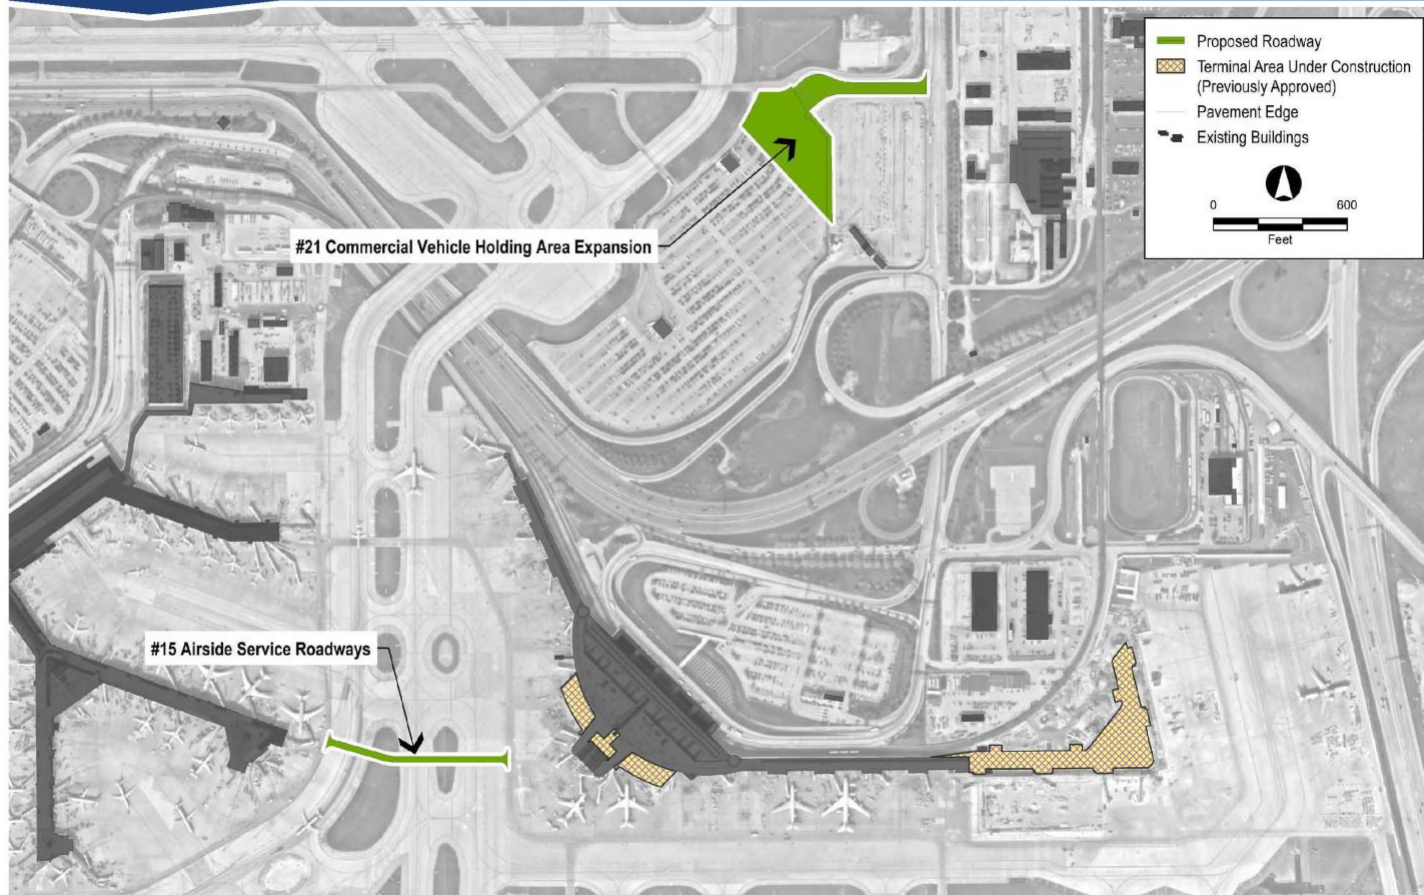 Proposed Roadway
Terminal Area Under Construction
(Previously Approved)
Pavement Edge
Existing Buildings
0 600
Feet
#21 Commercial Vehicle Holding Area Expansion
#15 Airside Service Roadways